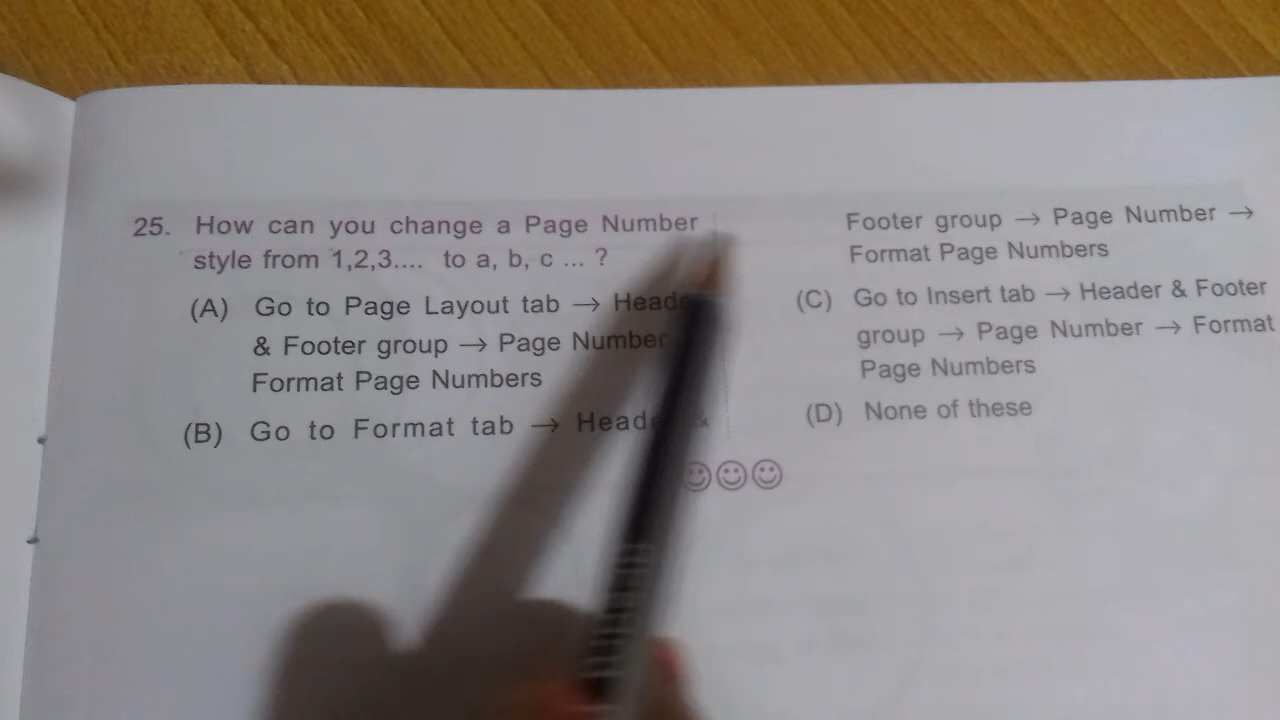 25. How can you change a Page Number
style from 1,2,3.... to a, b, c ... ?
(A) Go to Page Layout tab →
& Footer group → Page Number
Format Page Numbers
(B) Go to Format tab →
Footer group → Page Number →
Format Page Numbers
(C) Go to Insert tab → Header & Footer
group → Page Number → Format
Page Numbers
(D) None of these
☺☺☺